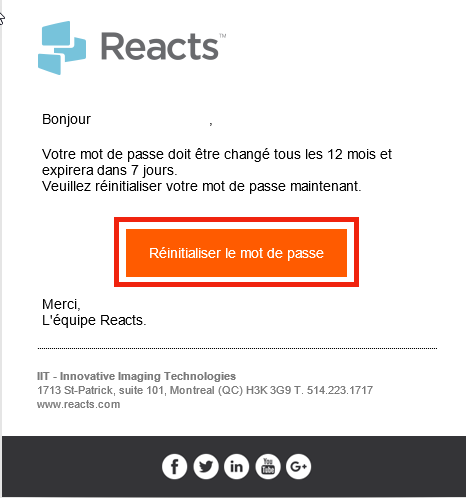 Reacts™
Bonjour ,
Votre mot de passe doit être changé tous les 12 mois et
expirera dans 7 jours.
Veuillez réinitialiser votre mot de passe maintenant.
Réinitialiser le mot de passe
Merci,
L'équipe Reacts.
IIT - Innovative Imaging Technologies
1713 St-Patrick, suite 101, Montreal (QC) H3K 3G9 T. 514.223.1717
www.reacts.com
f in You Tube G+